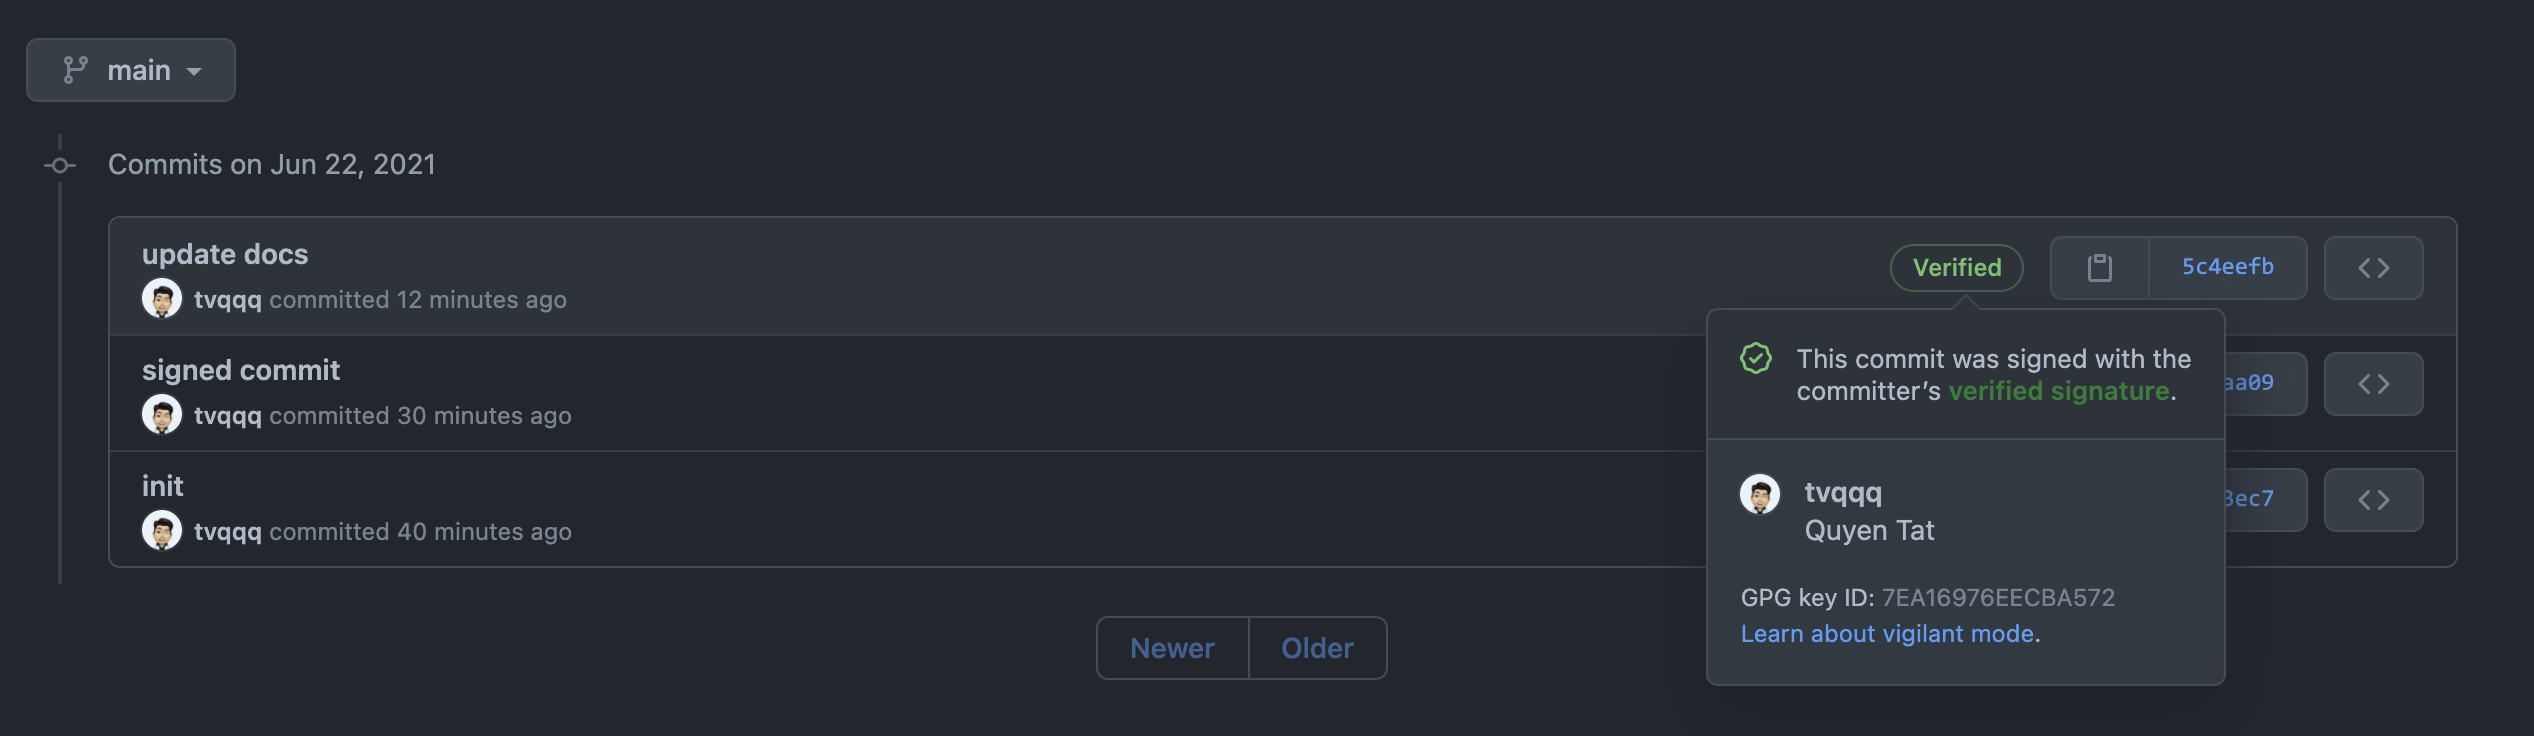 main
Commits on Jun 22, 2021
update docs
tvqqq committed 12 minutes ago
Verified
5c4eefb
signed commit
tvqqq committed 30 minutes ago
aa09
init
tvqqq committed 40 minutes ago
3ec7
This commit was signed with the
committer’s verified signature.
tvqqq
Quyen Tat
GPG key ID: 7EA16976EECBA572
Learn about vigilant mode.
Newer
Older